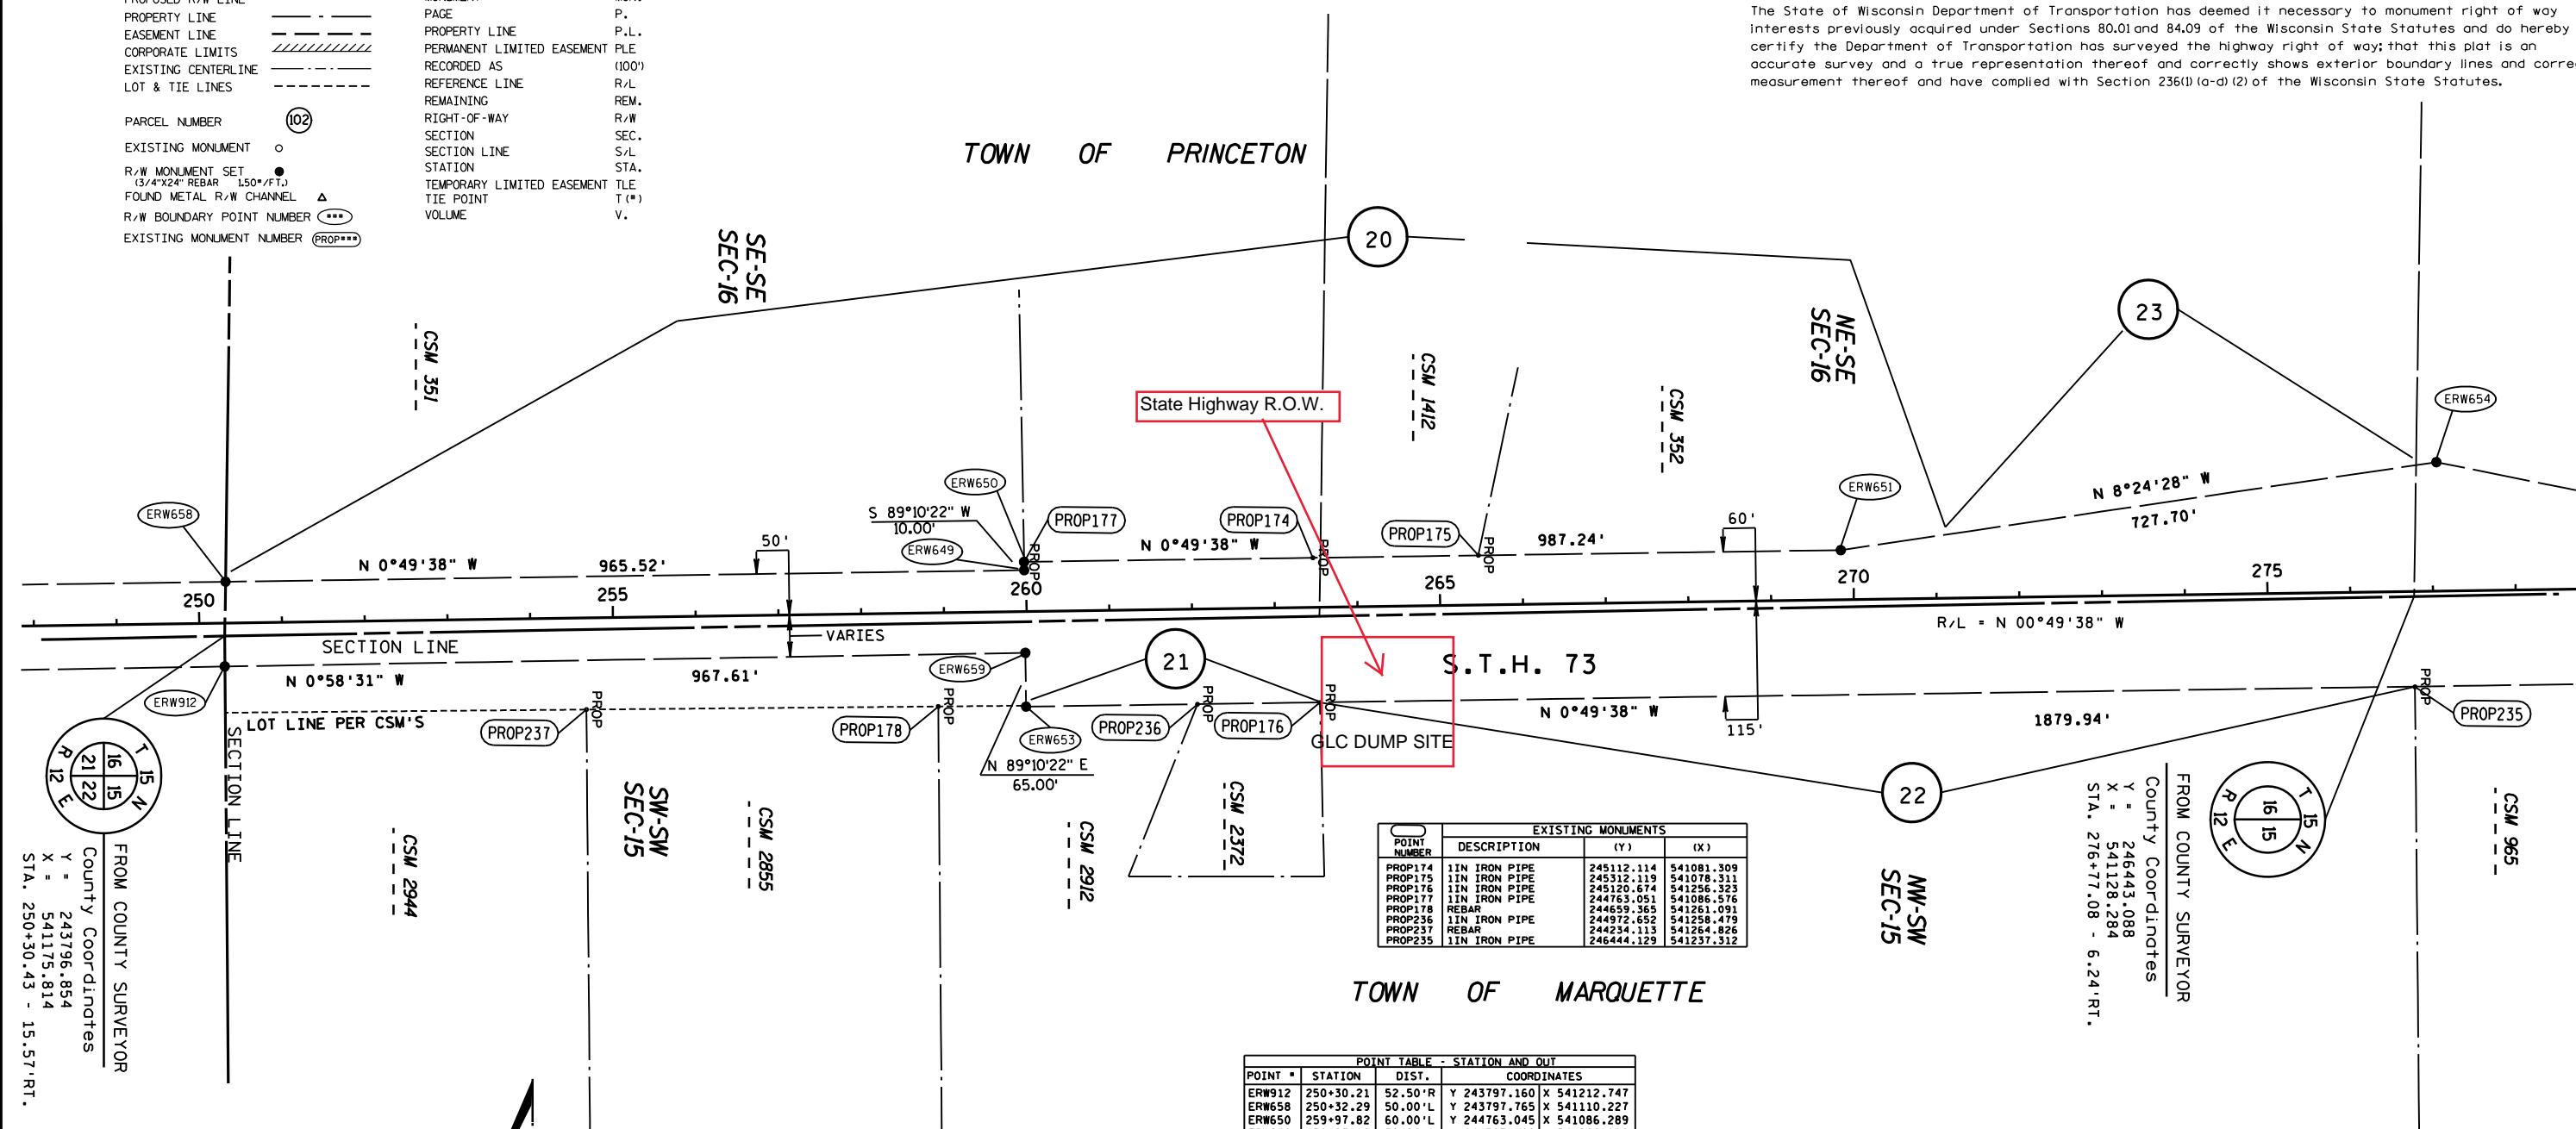 PROPERTY LINE
EASEMENT LINE
CORPORATE LIMITS
EXISTING CENTERLINE
LOT & TIE LINES
PARCEL NUMBER 102
EXISTING MONUMENT
R/W MONUMENT SET
(3/4"X24" REBAR 1.50"/FT.)
FOUND METAL R/W CHANNEL
R/W BOUNDARY POINT NUMBER
EXISTING MONUMENT NUMBER PROP
PAGE P.
PROPERTY LINE P.L.
PERMANENT LIMITED EASEMENT PLE
RECORDED AS (100')
REFERENCE LINE R/L
REMAINING REM.
RIGHT-OF-WAY R/W
SECTION SEC.
SECTION LINE S/L
STATION STA.
TEMPORARY LIMITED EASEMENT TLE
TIE POINT T(")
VOLUME V.
The State of Wisconsin Department of Transportation has deemed it necessary to monument right of way
interests previously acquired under Sections 80.01 and 84.09 of the Wisconsin State Statutes and do hereby
certify the Department of Transportation has surveyed the highway right of way; that this plat is an
accurate survey and a true representation thereof and correctly shows exterior boundary lines and corre
measurement thereof and have complied with Section 236(1) (a-d) (2) of the Wisconsin State Statutes.
TOWN OF PRINCETON
20
SE-SE
SEC-16
23
NE-SE
SEC-16
CSM 351
CSM 1412
CSM 352
State Highway R.O.W.
ERW654
ERW658
ERW650
ERW651
S 89°10'22" W
10.00'
PROP177
PROP174
PROP175
60'
N 8°24'28" W
727.70'
50'
ERW649
PROP
PROP
PROP
N 0°49'38" W
987.24'
N 0°49'38" W
965.52'
250
255
260
265
270
275
VARIES
SECTION LINE
R/L = N 00°49'38" W
21
S.T.H. 73
N 0°58'31" W
967.61'
ERW659
ERW912
LOT LINE PER CSM'S
PROP237
PROP
PROP178
PROP
ERW653
PROP236
PROP
PROP176
PROP
N 0°49'38" W
115'
1879.94'
PROP
PROP235
GLC DUMP SITE
N 89°10'22" E
65.00'
22
SECTION LINE
T 15 N
R 12 E
16 15
21 22
FROM COUNTY SURVEYOR
County Coordinates
Y = 243796.854
X = 541175.814
STA. 250+30.43 - 15.57'RT.
CSM 2944
SW-SW
SEC-15
CSM 2855
CSM 2912
CSM 2372
EXISTING MONUMENTS
POINT NUMBER DESCRIPTION (Y) (X)
PROP174 1IN IRON PIPE 245112.114 541081.309
PROP175 1IN IRON PIPE 245312.119 541078.311
PROP176 1IN IRON PIPE 245120.674 541256.323
PROP177 1IN IRON PIPE 244763.051 541086.576
PROP178 REBAR 244659.365 541261.091
PROP236 1IN IRON PIPE 244972.652 541258.479
PROP237 REBAR 244234.113 541264.826
PROP235 1IN IRON PIPE 246444.129 541237.312
NW-SW
SEC-15
FROM COUNTY SURVEYOR
County Coordinates
Y = 246443.088
X = 541128.284
STA. 276+77.08 - 6.24'RT.
T 15 N
R 12 E
16
15
CSM 965
TOWN OF MARQUETTE
POINT TABLE - STATION AND OUT
POINT " STATION DIST. COORDINATES
ERW912 250+30.21 52.50'R Y 243797.160 X 541212.747
ERW658 250+32.29 50.00'L Y 243797.765 X 541110.227
ERW650 259+97.82 60.00'L Y 244763.045 X 541086.289